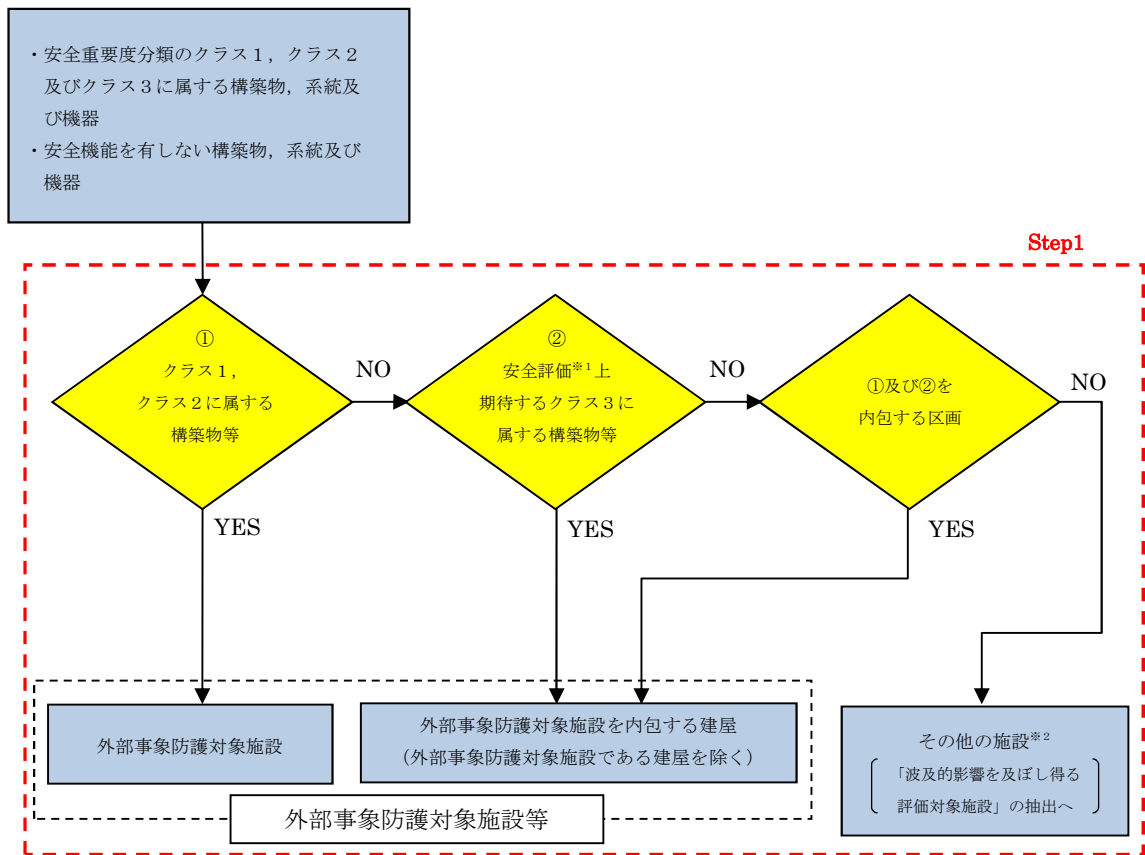 ・安全重要度分類のクラス１，クラス２
及びクラス３に属する構築物，系統及
び機器
・安全機能を有しない構築物，系統及び
機器
Step1
①
クラス１，
クラス２に属する
構築物等
NO
②
安全評価※１上
期待するクラス３に
属する構築物等
NO
①及び②を
内包する区画
NO
YES
YES
YES
外部事象防護対象施設
外部事象防護対象施設を内包する建屋
（外部事象防護対象施設である建屋を除く）
その他の施設※２
「波及的影響を及ぼし得る
評価対象施設」の抽出へ
外部事象防護対象施設等